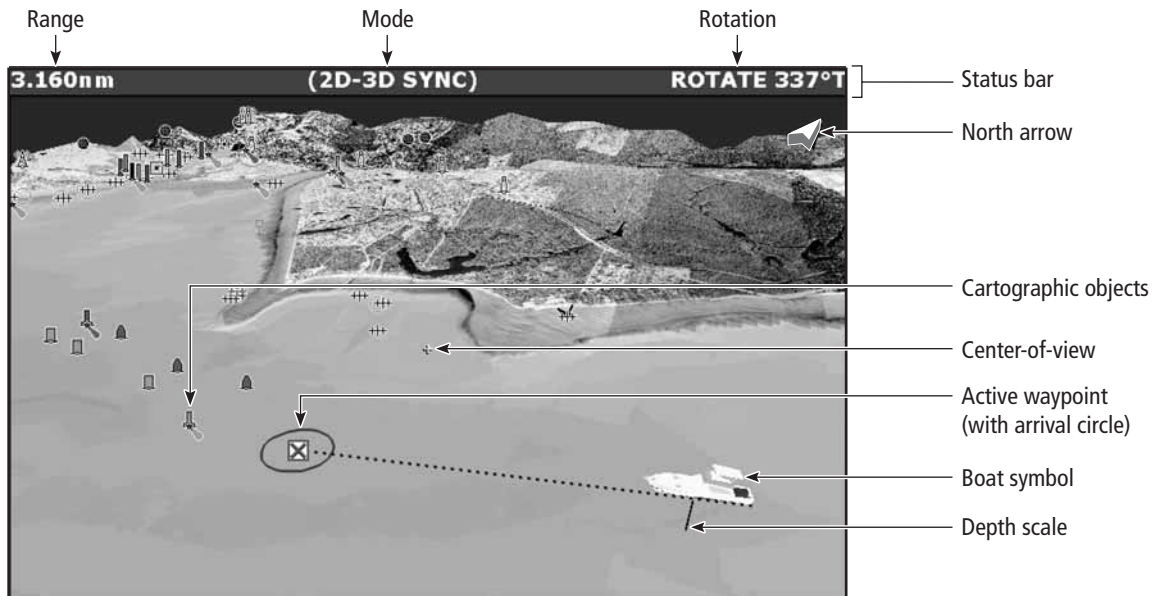 Range
Mode
Rotation
3.160nm
(2D-3D SYNC)
ROTATE 337°T
Status bar
North arrow
Cartographic objects
Center-of-view
Active waypoint
(with arrival circle)
Boat symbol
Depth scale